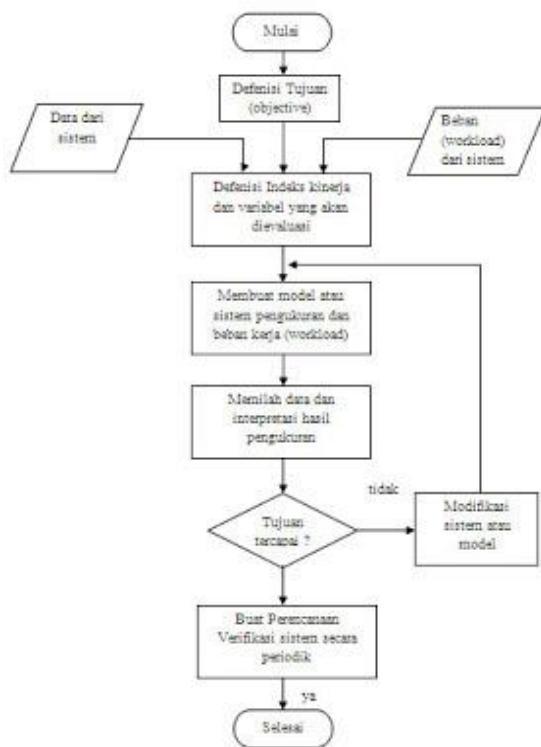 Mulai
Defenisi Tujuan
(objective)
Data dari
sistem
Beban
(workload)
dari sistem
Defenisi Indeks kinerja
dan variabel yang akan
dievaluasi
Membuat model atau
sistem pengukuran dan
beban kerja (workload)
Memilah data dan
interpretasi hasil
pengukuran
tidak
Tujuan
tercapai ?
Modifikasi
sistem atau
model
Buat Perencanaan
Verifikasi sistem secara
periodik
ya
Selesai